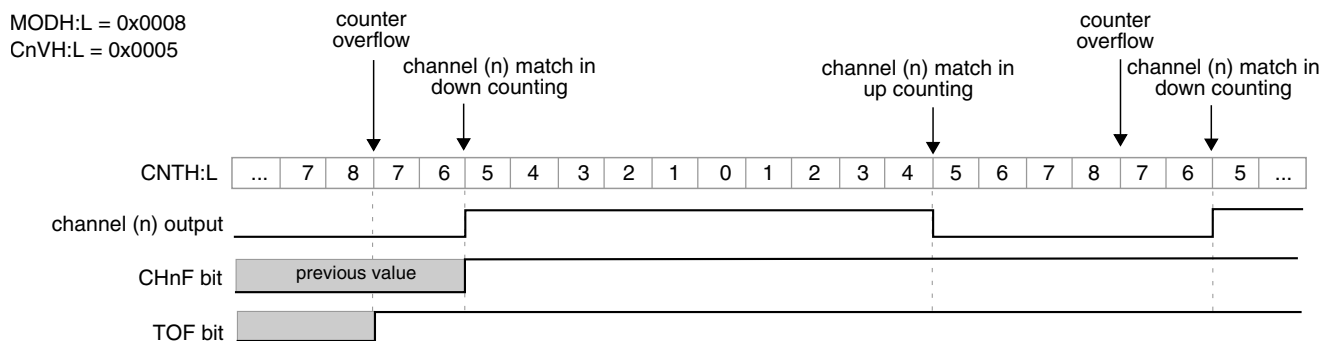 MODH:L = 0x0008
CnVH:L = 0x0005
counter
overflow
channel (n) match in
down counting
channel (n) match in
up counting
counter
overflow
channel (n) match in
down counting
CNTH:L ... 7 8 7 6 5 4 3 2 1 0 1 2 3 4 5 6 7 8 7 6 5 ...
channel (n) output
CHnF bit previous value
TOF bit